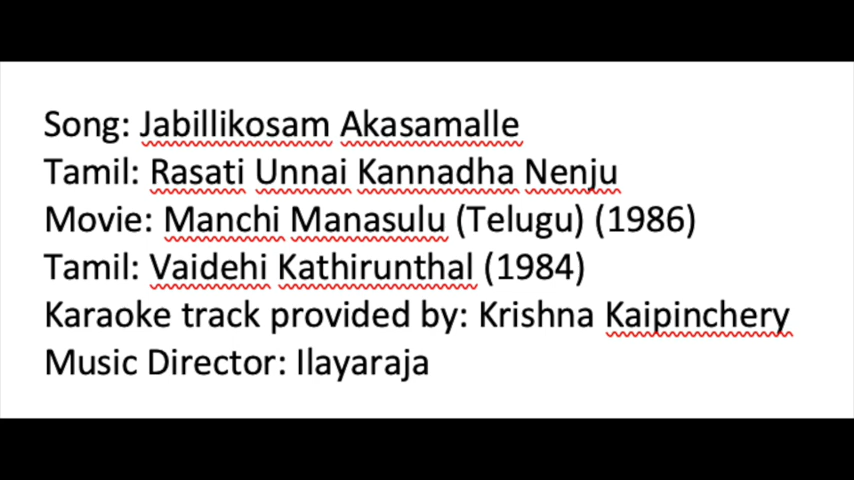 Song: Jabillikosam Akasamalle
Tamil: Rasati Unnai Kannadha Nenju
Movie: Manchi Manasulu (Telugu) (1986)
Tamil: Vaidehi Kathirunthal (1984)
Karaoke track provided by: Krishna Kaipinchery
Music Director: Ilayaraja